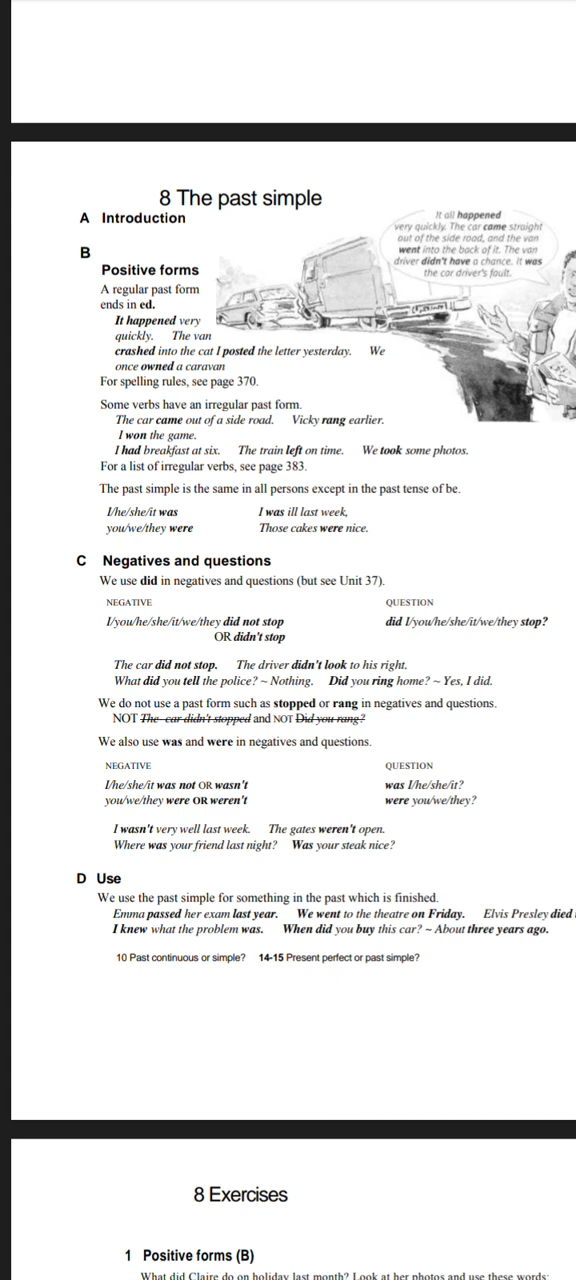 8 The past simple
A Introduction
It all happened
very quickly. The car came straight
out of the side road, and the van
went into the back of it. The van
driver didn't have a chance. It was
the car driver's fault.
B
Positive forms
A regular past form
ends in ed.
It happened very
quickly. The van
crashed into the cat I posted the letter yesterday. We
once owned a caravan
For spelling rules, see page 370.
Some verbs have an irregular past form.
The car came out of a side road. Vicky rang earlier.
I won the game.
I had breakfast at six. The train left on time. We took some photos.
For a list of irregular verbs, see page 383.
The past simple is the same in all persons except in the past tense of be.
I/he/she/it was I was ill last week,
you/we/they were Those cakes were nice.
C Negatives and questions
We use did in negatives and questions (but see Unit 37).
NEGATIVE QUESTION
I/you/he/she/it/we/they did not stop did I/you/he/she/it/we/they stop?
OR didn't stop
The car did not stop. The driver didn't look to his right.
What did you tell the police? ~ Nothing. Did you ring home? ~ Yes, I did.
We do not use a past form such as stopped or rang in negatives and questions.
NOT The car didn't stopped and NOT Did you rang?
We also use was and were in negatives and questions.
NEGATIVE QUESTION
I/he/she/it was not OR wasn't was I/he/she/it?
you/we/they were OR weren't were you/we/they?
I wasn't very well last week. The gates weren't open.
Where was your friend last night? Was your steak nice?
D Use
We use the past simple for something in the past which is finished.
Emma passed her exam last year. We went to the theatre on Friday. Elvis Presley died
I knew what the problem was. When did you buy this car? ~ About three years ago.
10 Past continuous or simple? 14-15 Present perfect or past simple?
8 Exercises
1 Positive forms (B)
What did Claire do on holiday last month? Look at her photos and use these words: